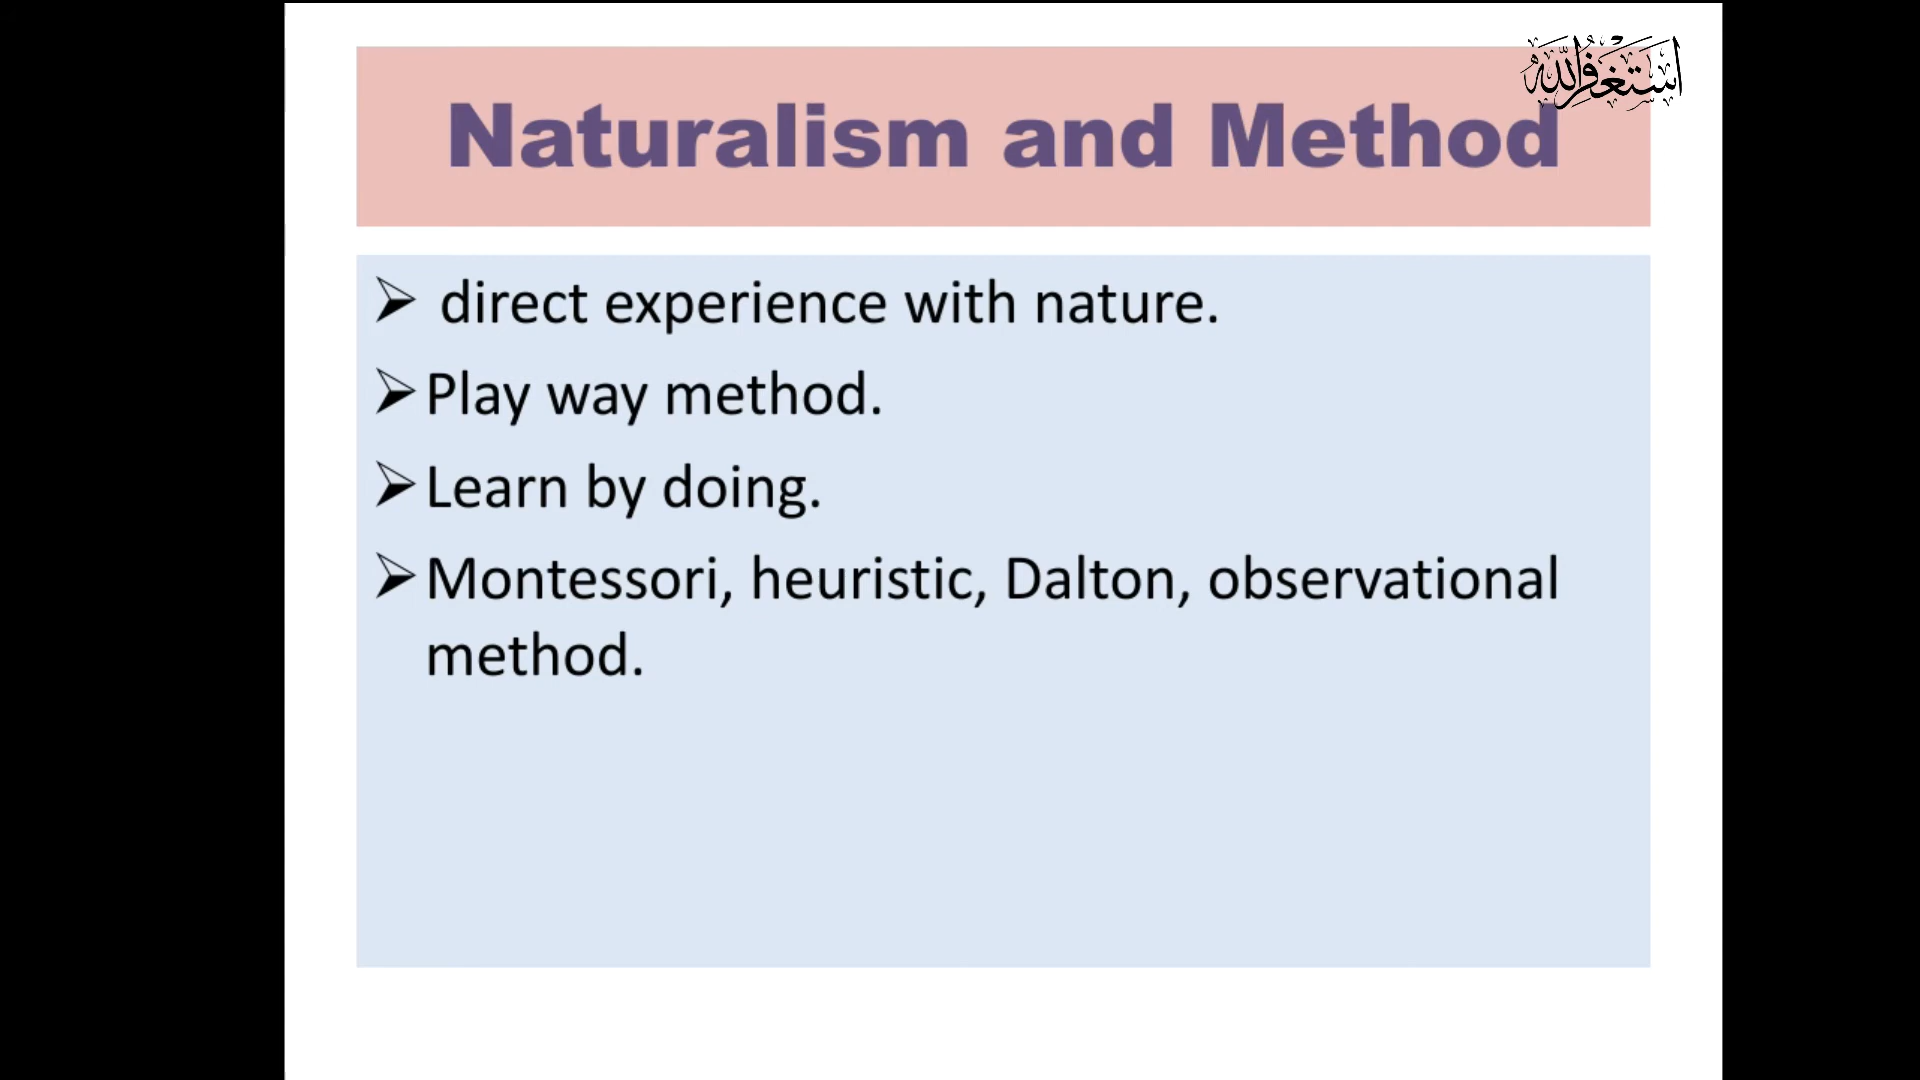 أستغفر الله
Naturalism and Method
➢ direct experience with nature.
➢Play way method.
➢Learn by doing.
➢Montessori, heuristic, Dalton, observational
method.